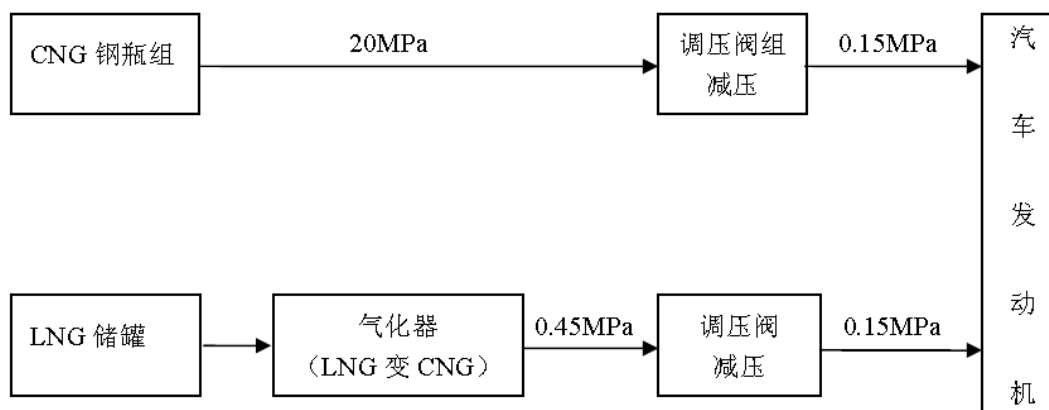 CNG 钢瓶组
20MPa
调压阀组
减压
0.15MPa
汽
车
发
动
机
LNG 储罐
气化器
（LNG 变 CNG）
0.45MPa
调压阀
减压
0.15MPa